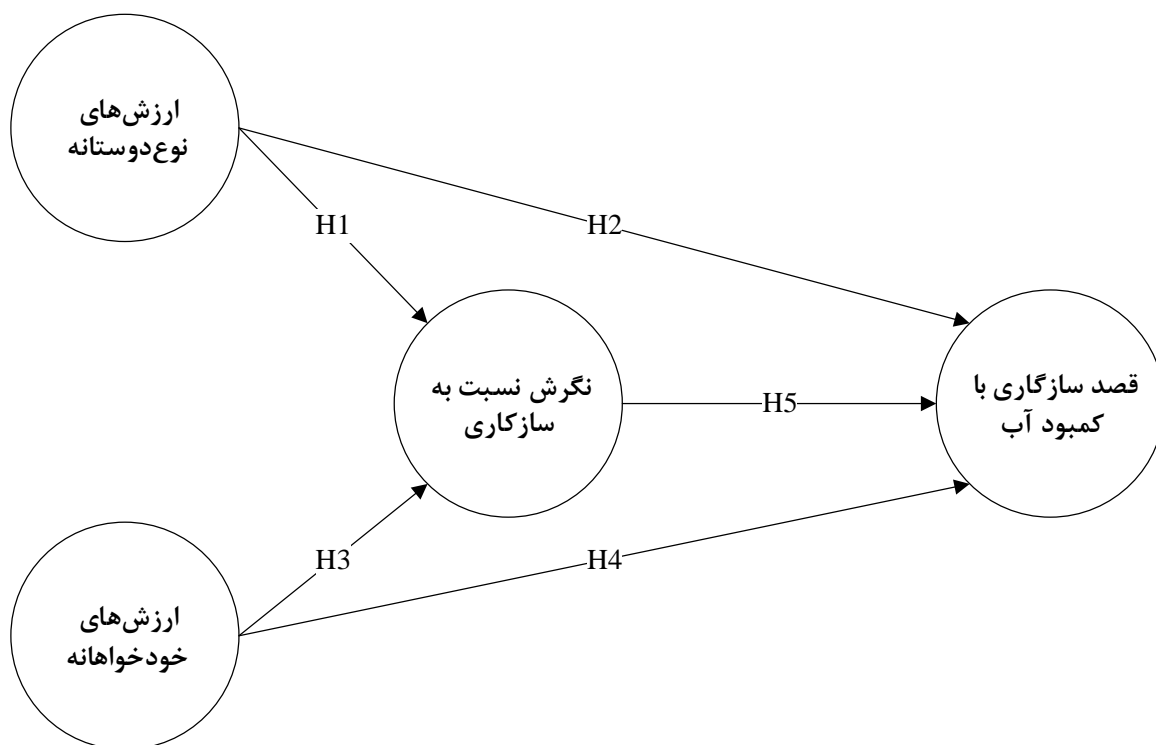 ارزش‌های
نوع‌دوستانه
H1
H2
نگرش نسبت به
سازکاری
H5
قصد سازگاری با
کمبود آب
H3
H4
ارزش‌های
خودخواهانه